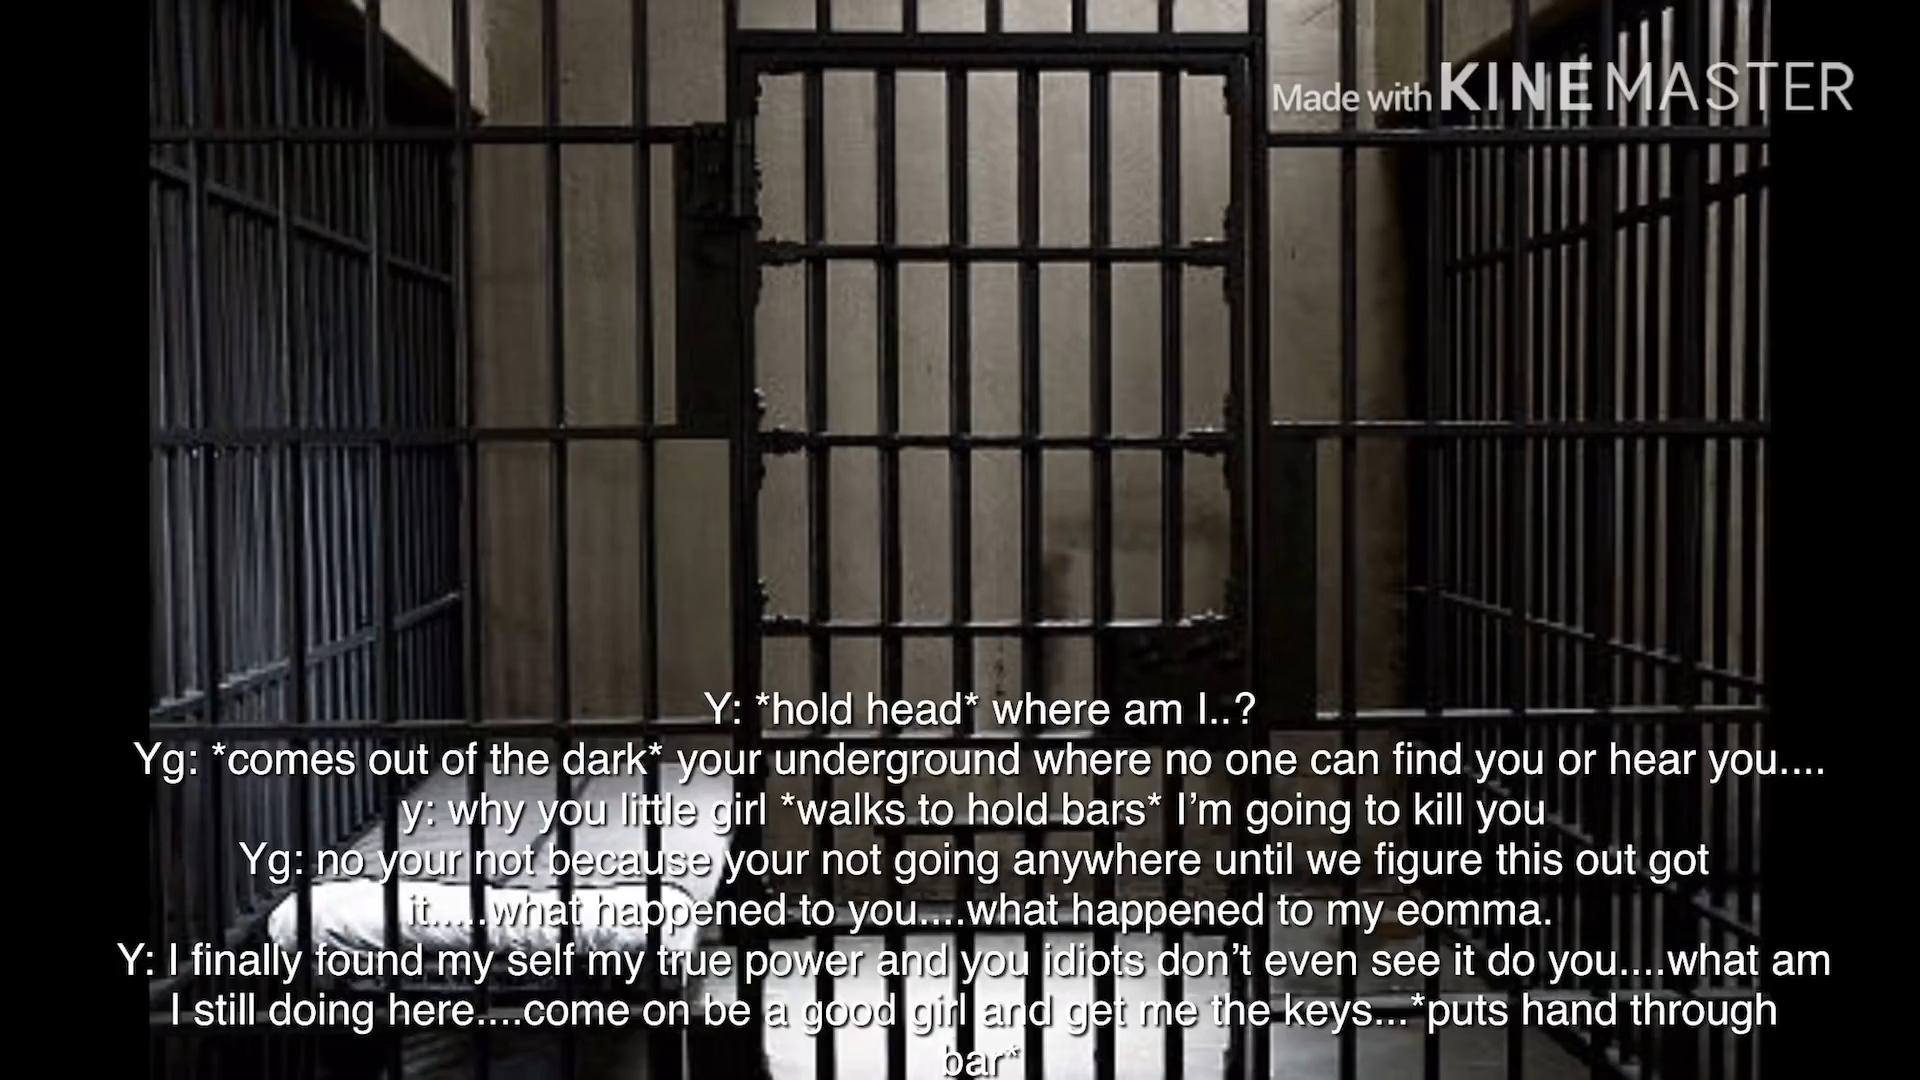 Made with KINEMASTER
Y: *hold head* where am I..?
Yg: *comes out of the dark* your underground where no one can find you or hear you....
y: why you little girl *walks to hold bars* I'm going to kill you
Yg: no your not because your not going anywhere until we figure this out got
it.....what happened to you....what happened to my eomma.
Y: I finally found my self my true power and you idiots don't even see it do you....what am
I still doing here....come on be a good girl and get me the keys...*puts hand through
bar*